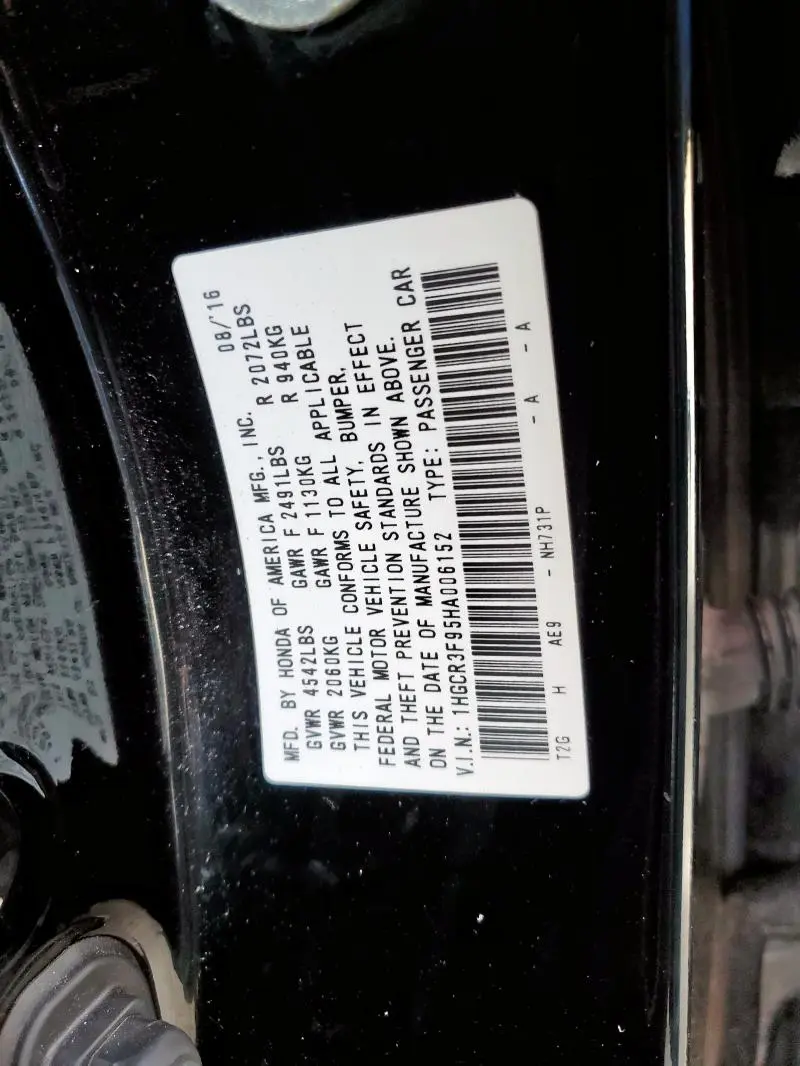 MFD. BY HONDA OF AMERICA MFG., INC. 08/'16
GVWR 4542LBS GAWR F 2491LBS R 2072LBS
GVWR 2060KG GAWR F 1130KG R 940KG
THIS VEHICLE CONFORMS TO ALL APPLICABLE
FEDERAL MOTOR VEHICLE SAFETY, BUMPER,
AND THEFT PREVENTION STANDARDS IN EFFECT
ON THE DATE OF MANUFACTURE SHOWN ABOVE.
V.I.N.: 1HGCR3F95HA006152 TYPE: PASSENGER CAR
T2G H AE9 - NH731P - A - A